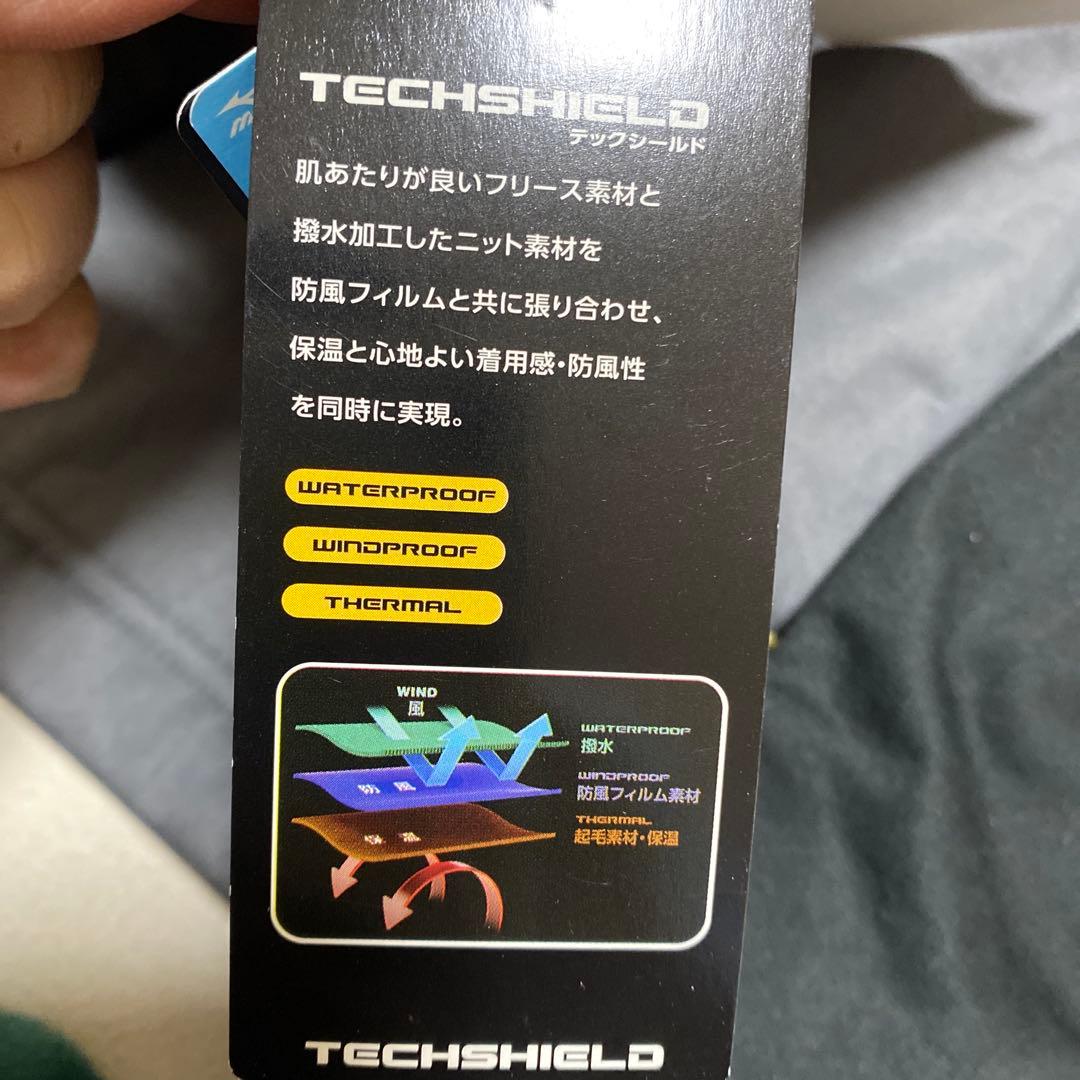 TECHSHIELD
テックシールド
肌あたりが良いフリース素材と
撥水加工したニット素材を
防風フィルムと共に張り合わせ、
保温と心地よい着用感・防風性
を同時に実現。
WATERPROOF
WINDPROOF
THERMAL
WIND
風
WATERPROOF
撥水
防風
WINDPROOF
防風フィルム素材
保温
THERMAL
起毛素材・保温
TECHSHIELD